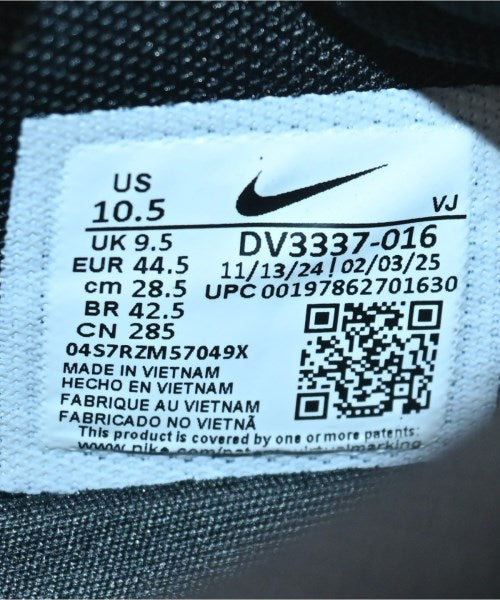 US
10.5
VJ
UK 9.5
DV3337-016
EUR 44.5
11/13/24 | 02/03/25
cm 28.5
UPC 00197862701630
BR 42.5
CN 285
04S7RZM57049X
MADE IN VIETNAM
HECHO EN VIETNAM
FABRIQUE AU VIETNAM
FABRICADO NO VIETNÃ
This product is covered by one or more patents: